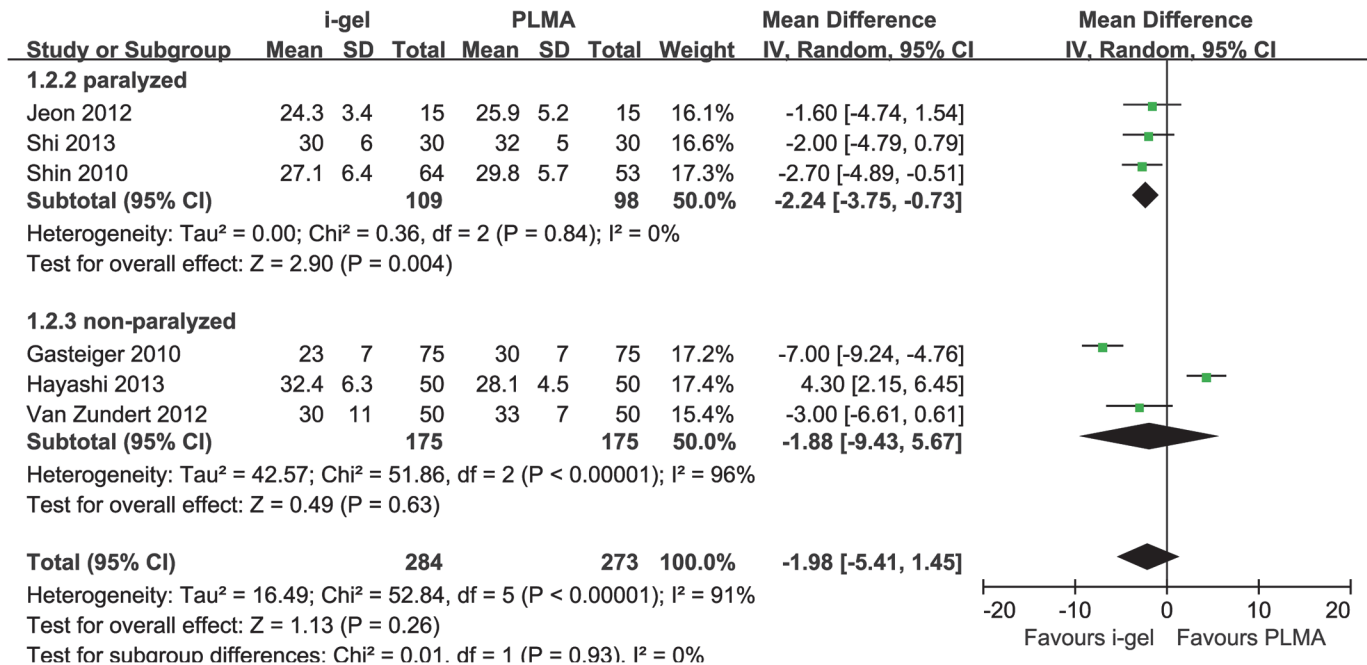 i-gel PLMA Mean Difference Mean Difference
Study or Subgroup Mean SD Total Mean SD Total Weight IV, Random, 95% CI IV, Random, 95% CI
1.2.2 paralyzed
Jeon 2012 24.3 3.4 15 25.9 5.2 15 16.1% -1.60 [-4.74, 1.54]
Shi 2013 30 6 30 32 5 30 16.6% -2.00 [-4.79, 0.79]
Shin 2010 27.1 6.4 64 29.8 5.7 53 17.3% -2.70 [-4.89, -0.51]
Subtotal (95% CI) 109 98 50.0% -2.24 [-3.75, -0.73]
Heterogeneity: Tau² = 0.00; Chi² = 0.36, df = 2 (P = 0.84); I² = 0%
Test for overall effect: Z = 2.90 (P = 0.004)
1.2.3 non-paralyzed
Gasteiger 2010 23 7 75 30 7 75 17.2% -7.00 [-9.24, -4.76]
Hayashi 2013 32.4 6.3 50 28.1 4.5 50 17.4% 4.30 [2.15, 6.45]
Van Zundert 2012 30 11 50 33 7 50 15.4% -3.00 [-6.61, 0.61]
Subtotal (95% CI) 175 175 50.0% -1.88 [-9.43, 5.67]
Heterogeneity: Tau² = 42.57; Chi² = 51.86, df = 2 (P < 0.00001); I² = 96%
Test for overall effect: Z = 0.49 (P = 0.63)
Total (95% CI) 284 273 100.0% -1.98 [-5.41, 1.45]
Heterogeneity: Tau² = 16.49; Chi² = 52.84, df = 5 (P < 0.00001); I² = 91%
Test for overall effect: Z = 1.13 (P = 0.26)
Test for subgroup differences: Chi² = 0.01, df = 1 (P = 0.93), I² = 0%
-20 -10 0 10 20
Favours i-gel Favours PLMA